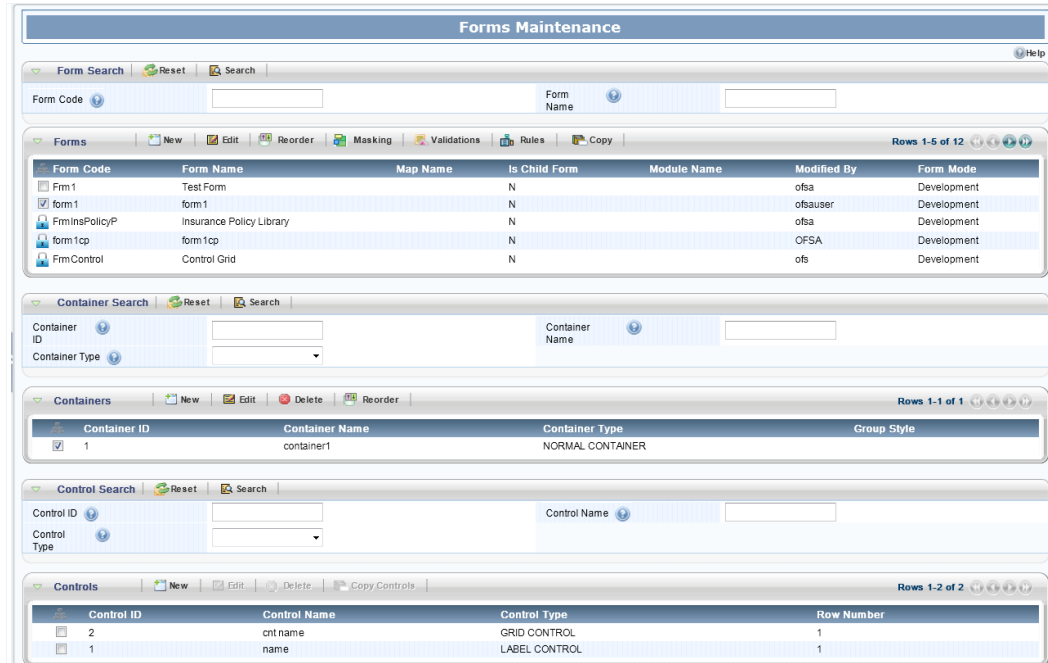 Forms Maintenance
Help
Form Search Reset Search
Form Code Form Name
Forms New Edit Reorder Masking Validations Rules Copy Rows 1-5 of 12
Form Code Form Name Map Name Is Child Form Module Name Modified By Form Mode
Frm1 Test Form N ofsa Development
form1 form1 N ofsauser Development
FrmInsPolicyP Insurance Policy Library N ofsa Development
form1cp form1cp N OFSA Development
FrmControl Control Grid N ofs Development
Container Search Reset Search
Container ID Container Name
Container Type
Containers New Edit Delete Reorder Rows 1-1 of 1
Container ID Container Name Container Type Group Style
1 container1 NORMAL CONTAINER
Control Search Reset Search
Control ID Control Name
Control Type
Controls New Edit Delete Copy Controls Rows 1-2 of 2
Control ID Control Name Control Type Row Number
2 cnt name GRID CONTROL 1
1 name LABEL CONTROL 1